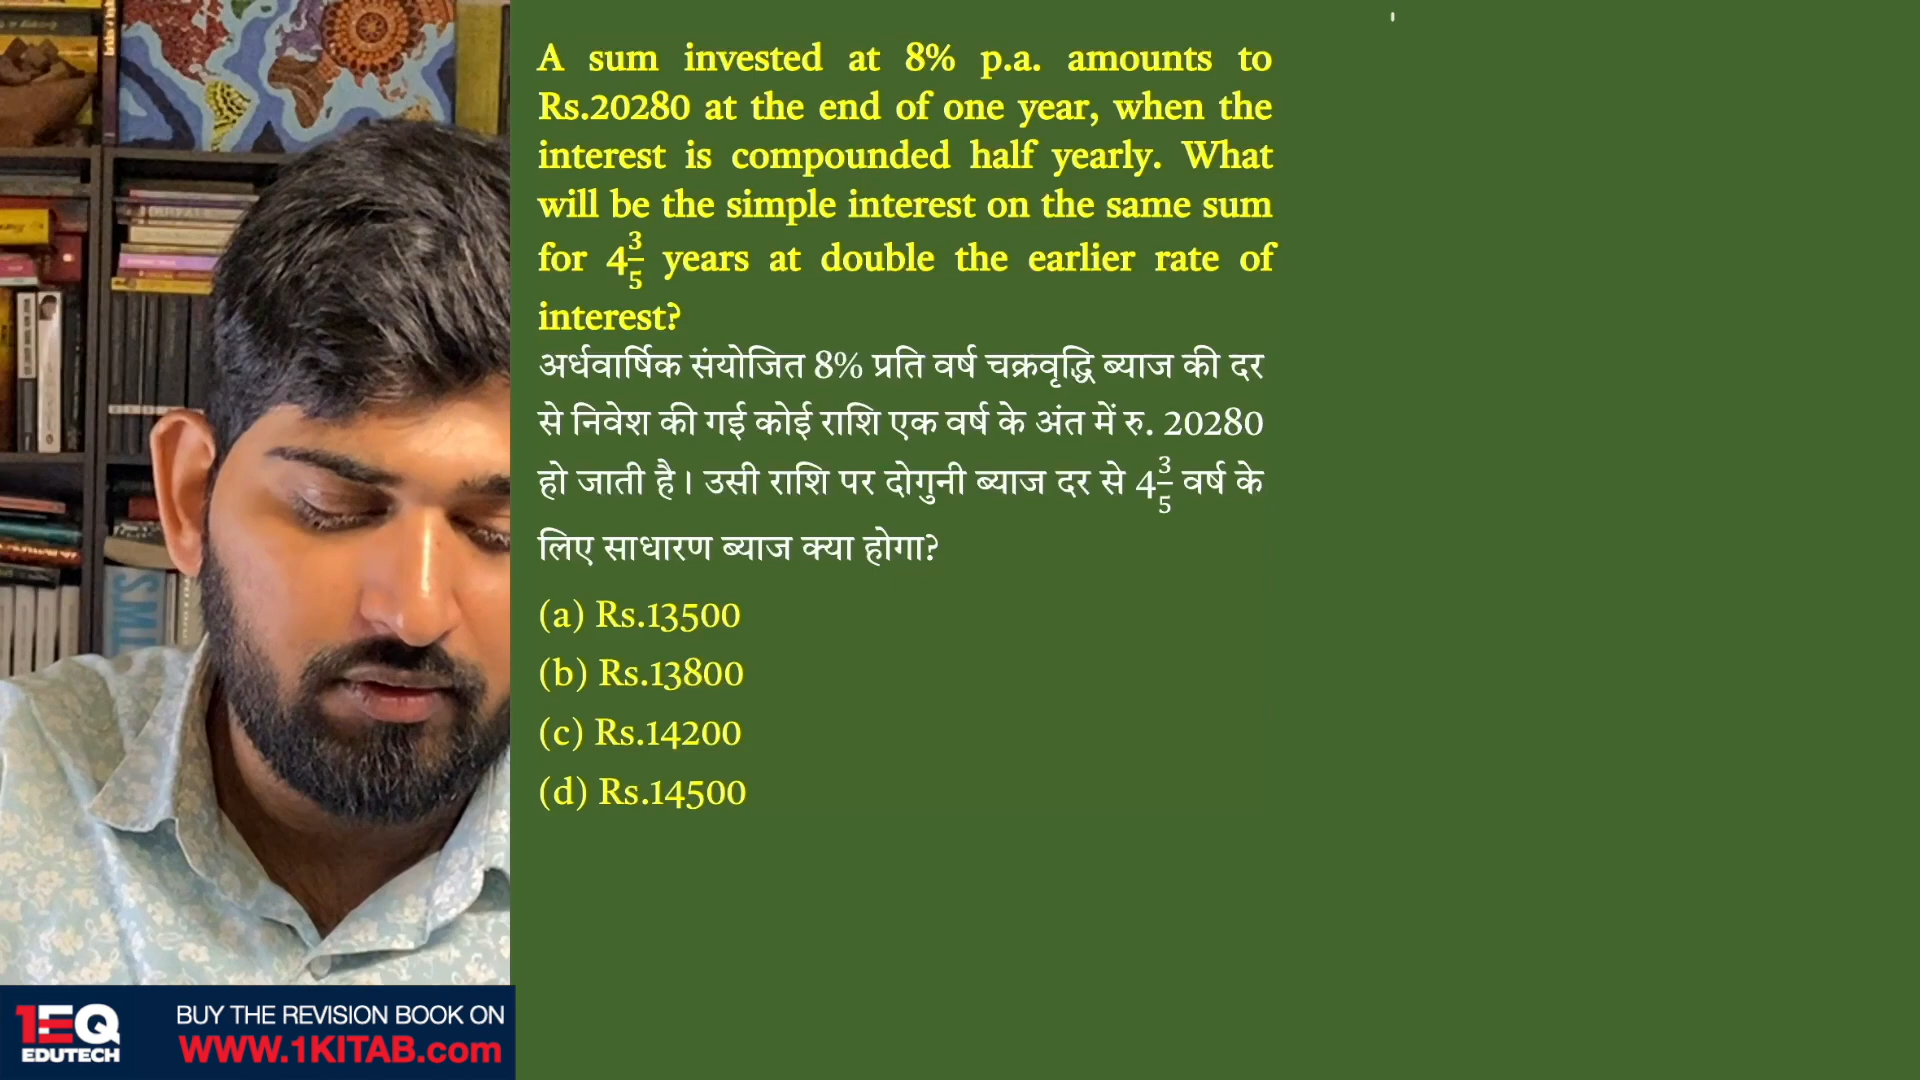 A sum invested at 8% p.a. amounts to
Rs.20280 at the end of one year, when the
interest is compounded half yearly. What
will be the simple interest on the same sum
for 4 3/5 years at double the earlier rate of
interest?
अर्धवार्षिक संयोजित 8% प्रति वर्ष चक्रवृद्धि ब्याज की दर
से निवेश की गई कोई राशि एक वर्ष के अंत में रु. 20280
हो जाती है। उसी राशि पर दोगुनी ब्याज दर से 4 3/5 वर्ष के
लिए साधारण ब्याज क्या होगा?
(a) Rs.13500
(b) Rs.13800
(c) Rs.14200
(d) Rs.14500
1EQ
EDUTECH
BUY THE REVISION BOOK ON
WWW.1KITAB.com